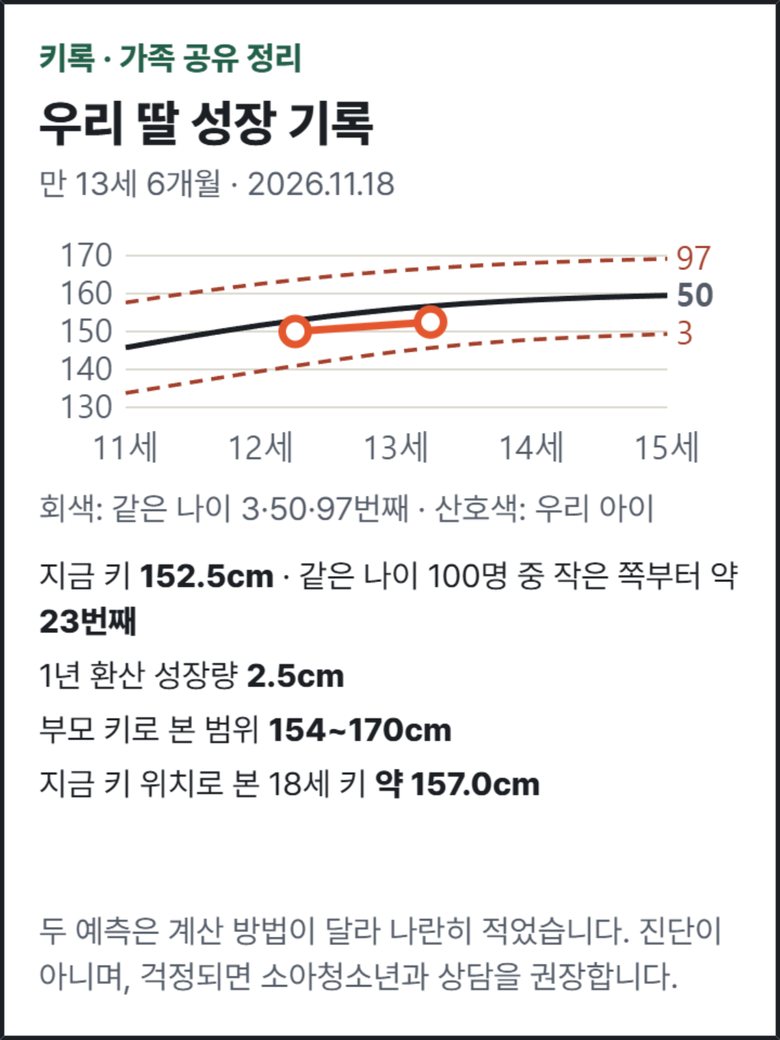 키록 · 가족 공유 정리
우리 딸 성장 기록
만 13세 6개월 · 2026.11.18
170
160
150
140
130
97
50
3
11세 12세 13세 14세 15세
회색: 같은 나이 3·50·97번째 · 산호색: 우리 아이
지금 키 152.5cm · 같은 나이 100명 중 작은 쪽부터 약
23번째
1년 환산 성장량 2.5cm
부모 키로 본 범위 154~170cm
지금 키 위치로 본 18세 키 약 157.0cm
두 예측은 계산 방법이 달라 나란히 적었습니다. 진단이
아니며, 걱정되면 소아청소년과 상담을 권장합니다.